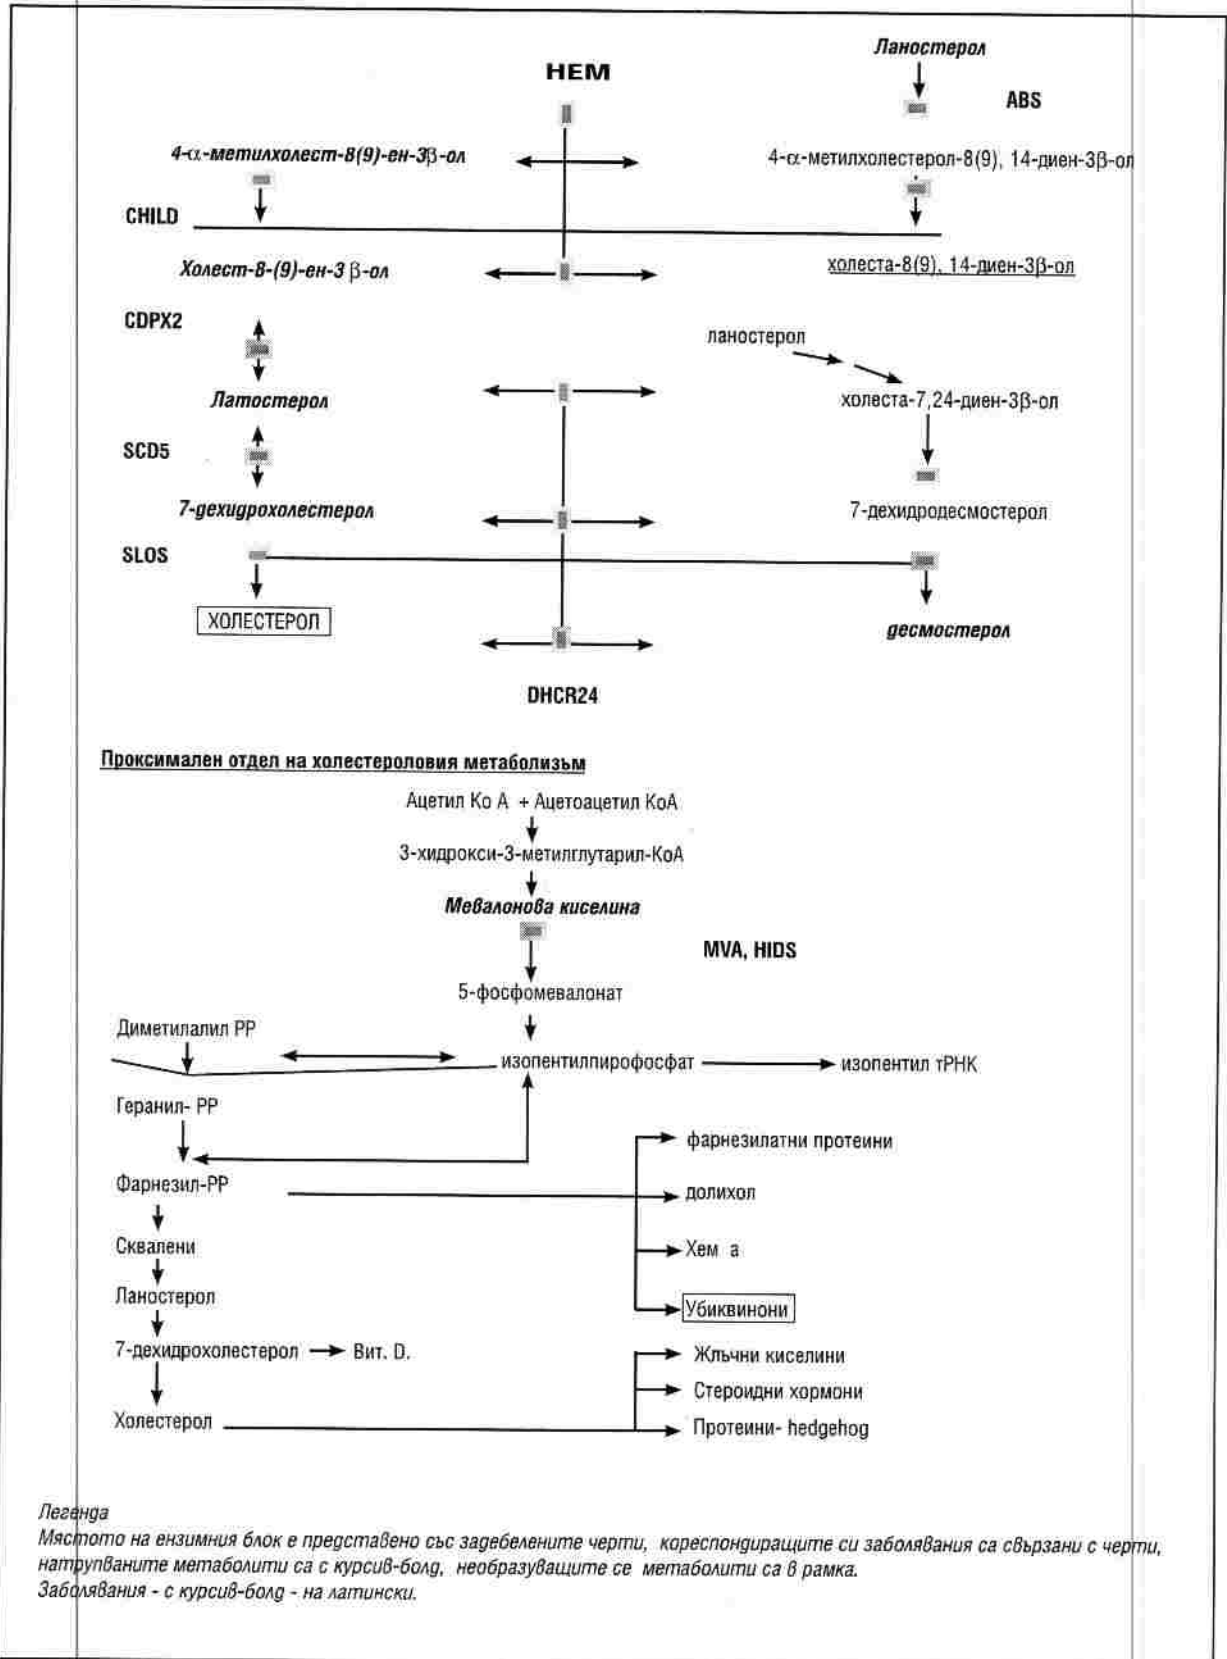 Ланостерол
HEM
ABS
4-α-метилхолест-8(9)-ен-3β-ол
4-α-метилхолестерол-8(9), 14-диен-3β-ол
CHILD
Холест-8-(9)-ен-3 β-ол
холеста-8(9), 14-диен-3β-ол
CDPX2
ланостерол
Латостерол
холеста-7,24-диен-3β-ол
SCD5
7-дехидрохолестерол
7-дехидродесмостерол
SLOS
ХОЛЕСТЕРОЛ
десмостерол
DHCR24
Проксимален отдел на холестероловия метаболизъм
Ацетил Ко А + Ацетоацетил КоА
3-хидрокси-3-метилглутарил-КоА
Мевалонова киселина
MVA, HIDS
5-фосфомевалонат
Диметилалил РР
изопентилпирофосфат
изопентил тРНК
Геранил- РР
фарнезилатни протеини
Фарнезил-РР
долихол
Сквалени
Хем а
Ланостерол
Убиквинони
7-дехидрохолестерол
Вит. D.
Жлъчни киселини
Стероидни хормони
Холестерол
Протеини- hedgehog
Легенда
Мястото на ензимния блок е представено със задебелените черти, кореспондиращите си заболявания са свързани с черти,
натрупваните метаболити са с курсив-болд, необразуващите се метаболити са в рамка.
Заболявания - с курсив-болд - на латински.